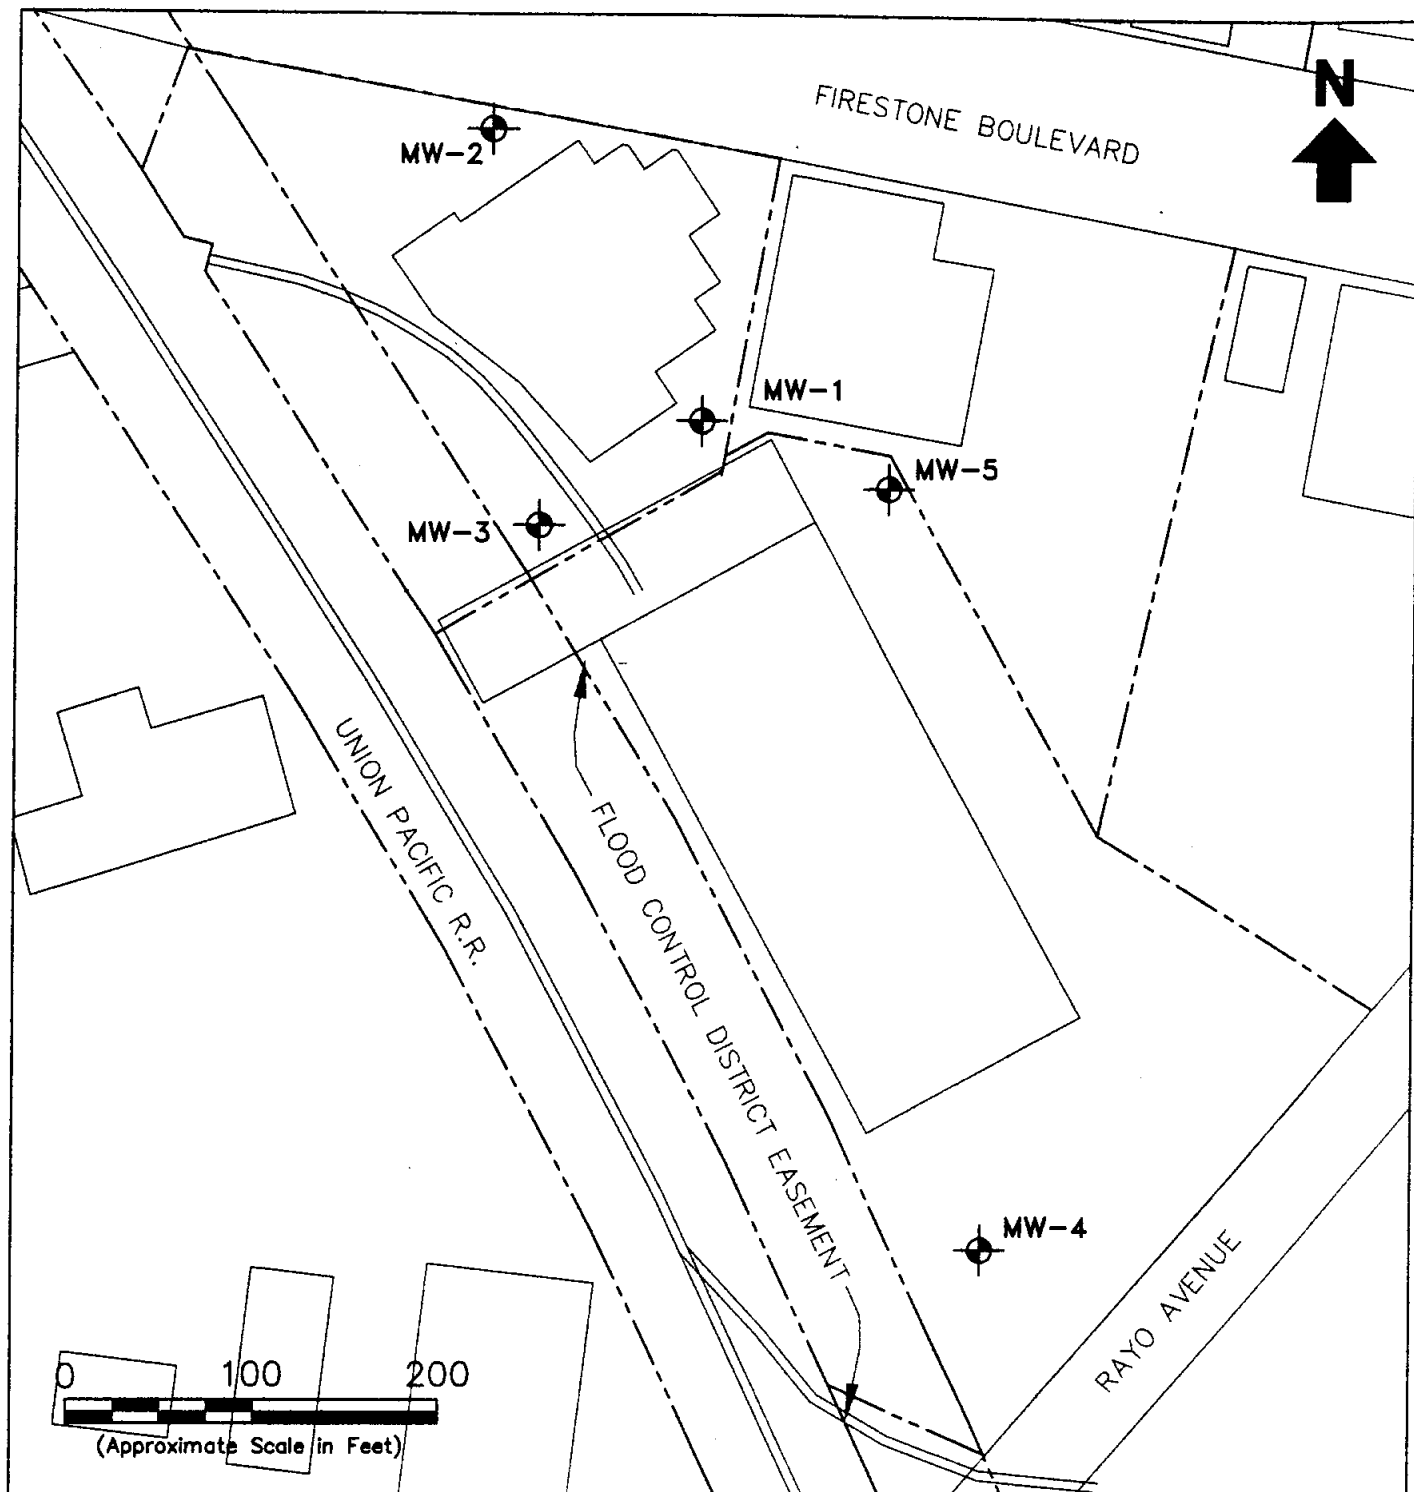 FIRESTONE BOULEVARD
N
MW-2
MW-1
MW-5
MW-3
UNION PACIFIC R.R.
FLOOD CONTROL DISTRICT EASEMENT
MW-4
RAYO AVENUE
0 100 200
(Approximate Scale in Feet)